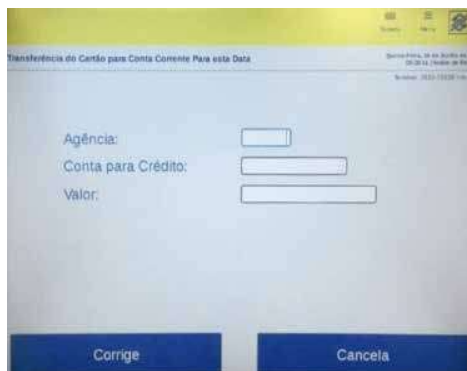 Transferência do Cartão para Conta Corrente Para esta Data
Agência:
Conta para Crédito:
Valor:
Corrige
Cancela